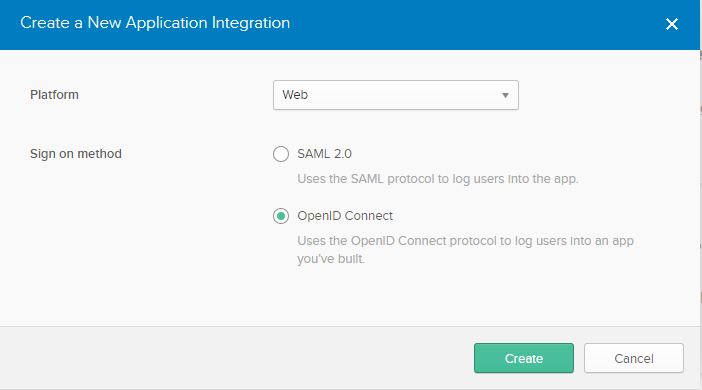 Create a New Application Integration
Platform
Web
Sign on method
SAML 2.0
Uses the SAML protocol to log users into the app.
OpenID Connect
Uses the OpenID Connect protocol to log users into an app
you've built.
Create
Cancel